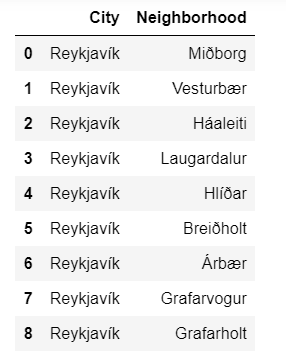 City Neighborhood
0 Reykjavík Miðborg
1 Reykjavík Vesturbær
2 Reykjavík Háaleiti
3 Reykjavík Laugardalur
4 Reykjavík Hlíðar
5 Reykjavík Breiðholt
6 Reykjavík Árbær
7 Reykjavík Grafarvogur
8 Reykjavík Grafarholt